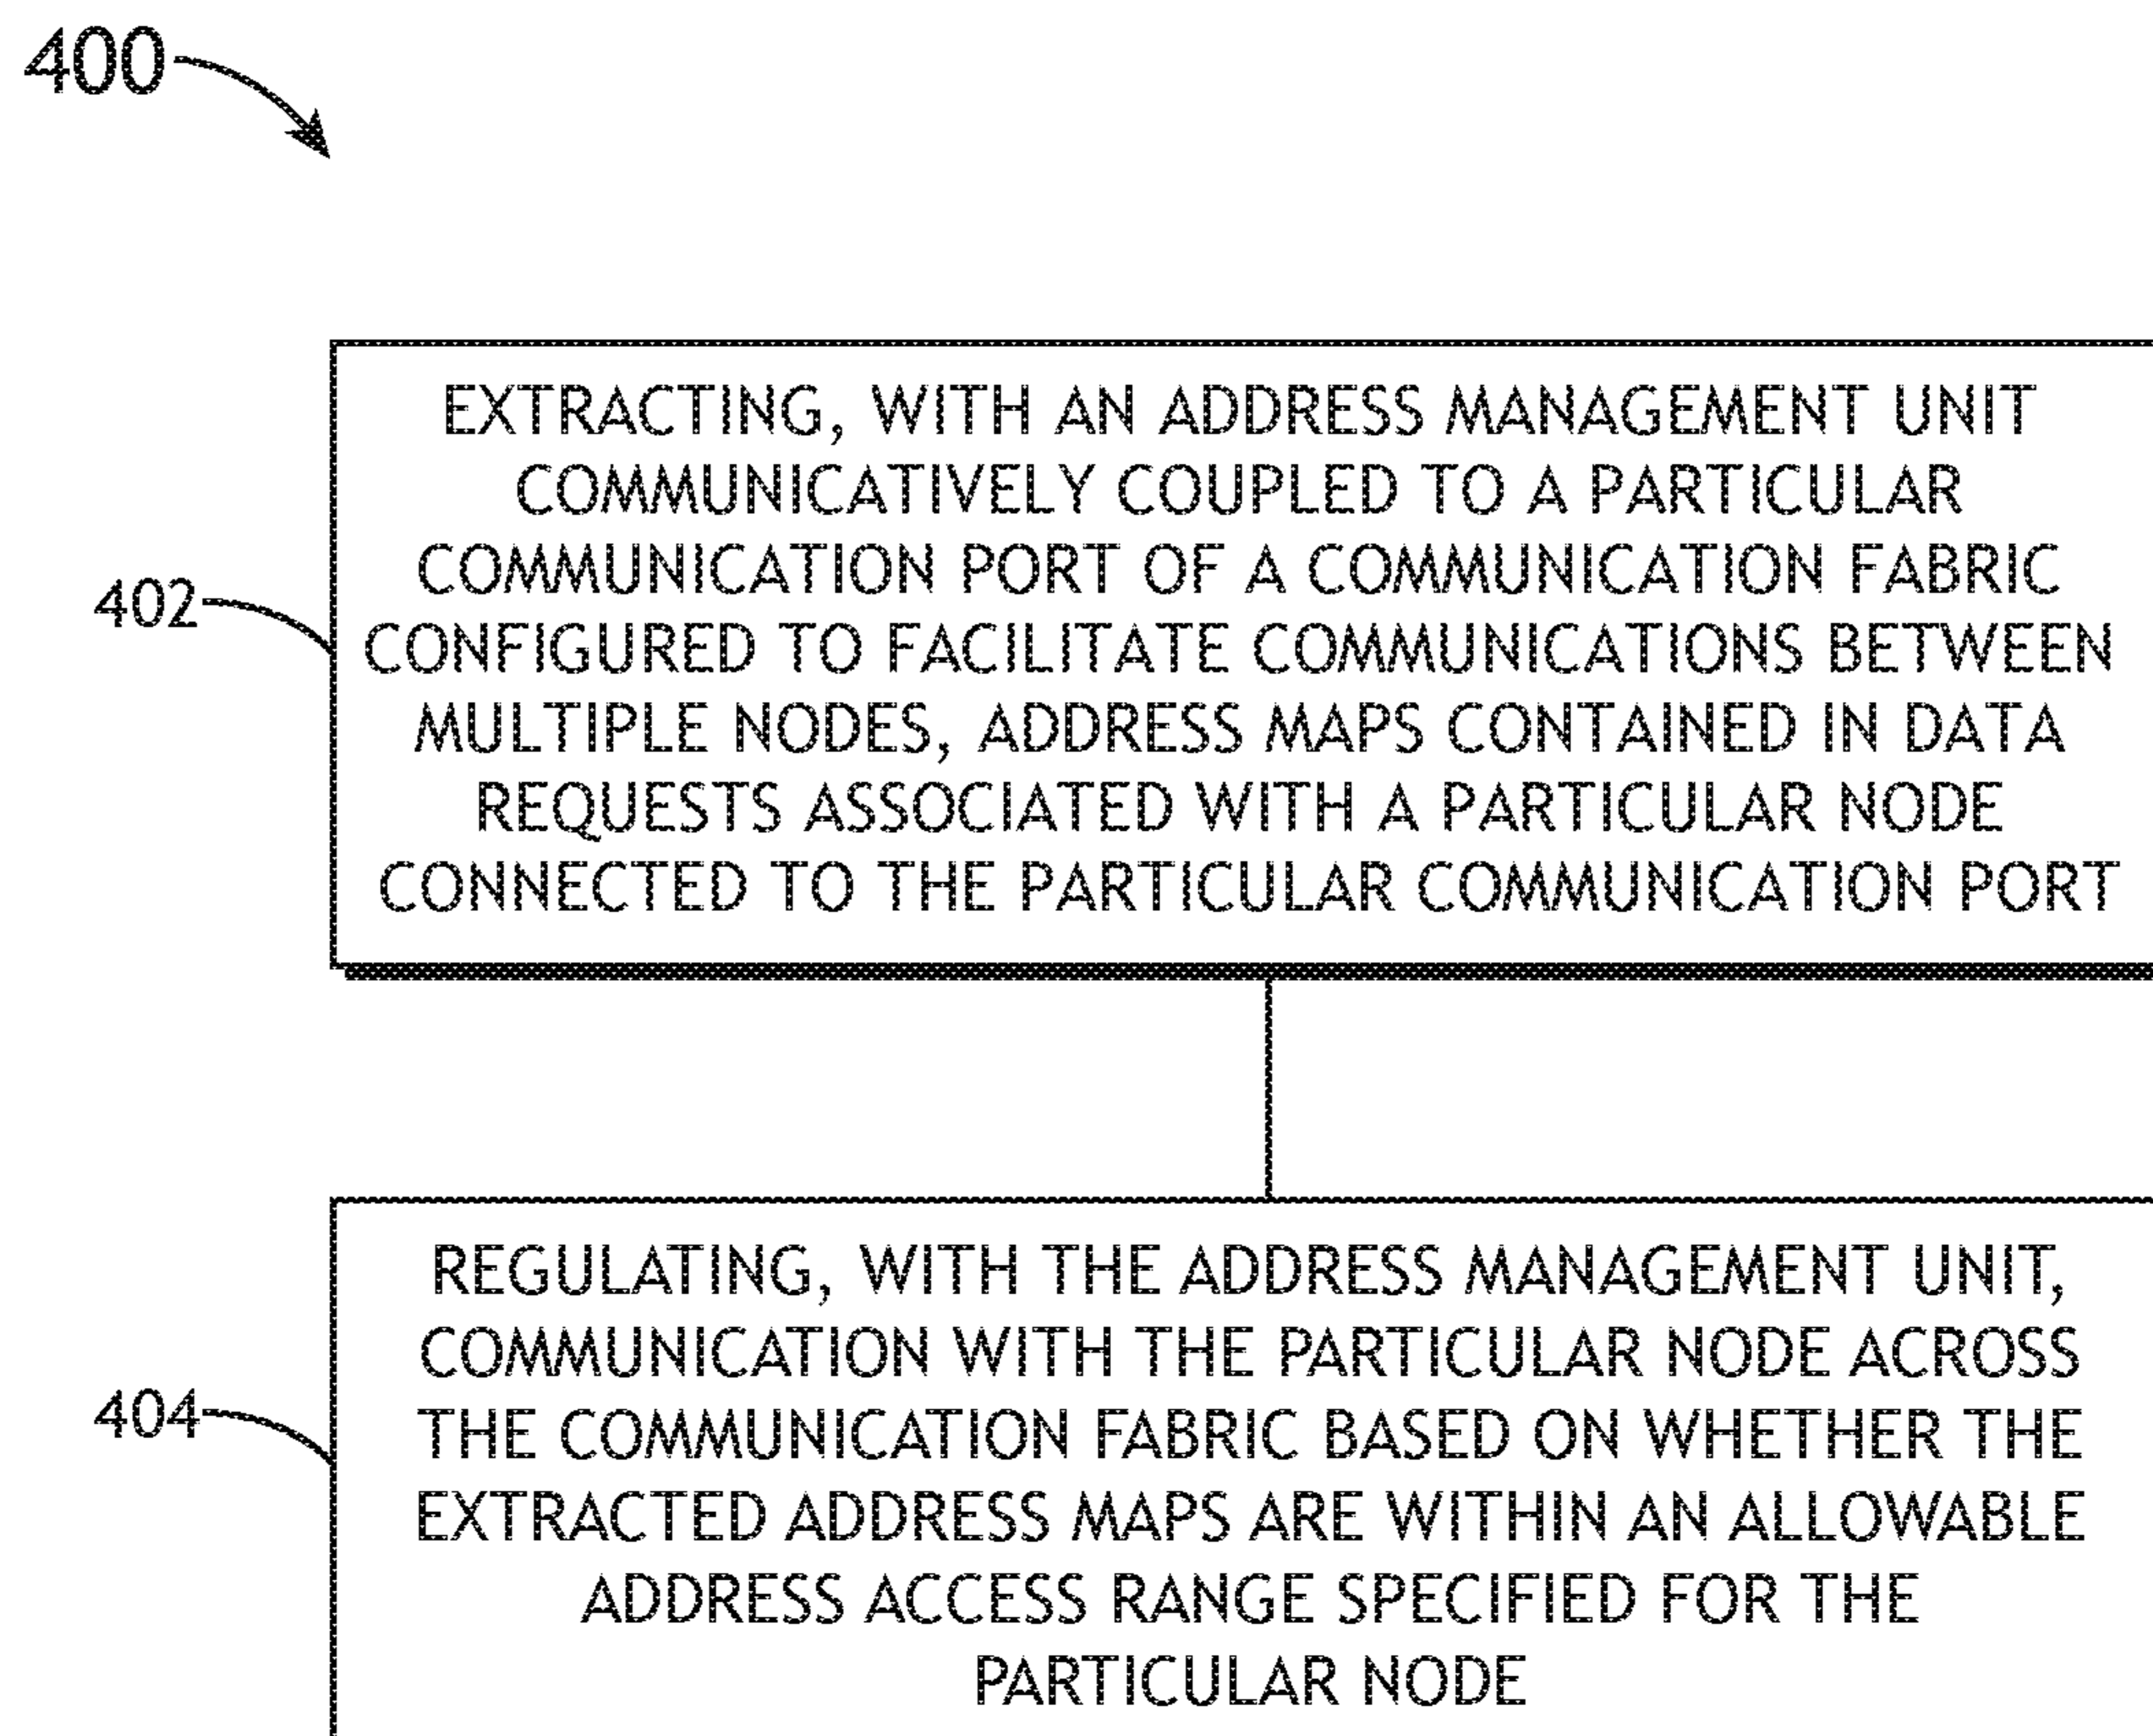 400
EXTRACTING, WITH AN ADDRESS MANAGEMENT UNIT
COMMUNICATIVELY COUPLED TO A PARTICULAR
COMMUNICATION PORT OF A COMMUNICATION FABRIC
402
CONFIGURED TO FACILITATE COMMUNICATIONS BETWEEN
MULTIPLE NODES, ADDRESS MAPS CONTAINED IN DATA
REQUESTS ASSOCIATED WITH A PARTICULAR NODE
CONNECTED TO THE PARTICULAR COMMUNICATION PORT
REGULATING, WITH THE ADDRESS MANAGEMENT UNIT,
COMMUNICATION WITH THE PARTICULAR NODE ACROSS
404
THE COMMUNICATION FABRIC BASED ON WHETHER THE
EXTRACTED ADDRESS MAPS ARE WITHIN AN ALLOWABLE
ADDRESS ACCESS RANGE SPECIFIED FOR THE
PARTICULAR NODE